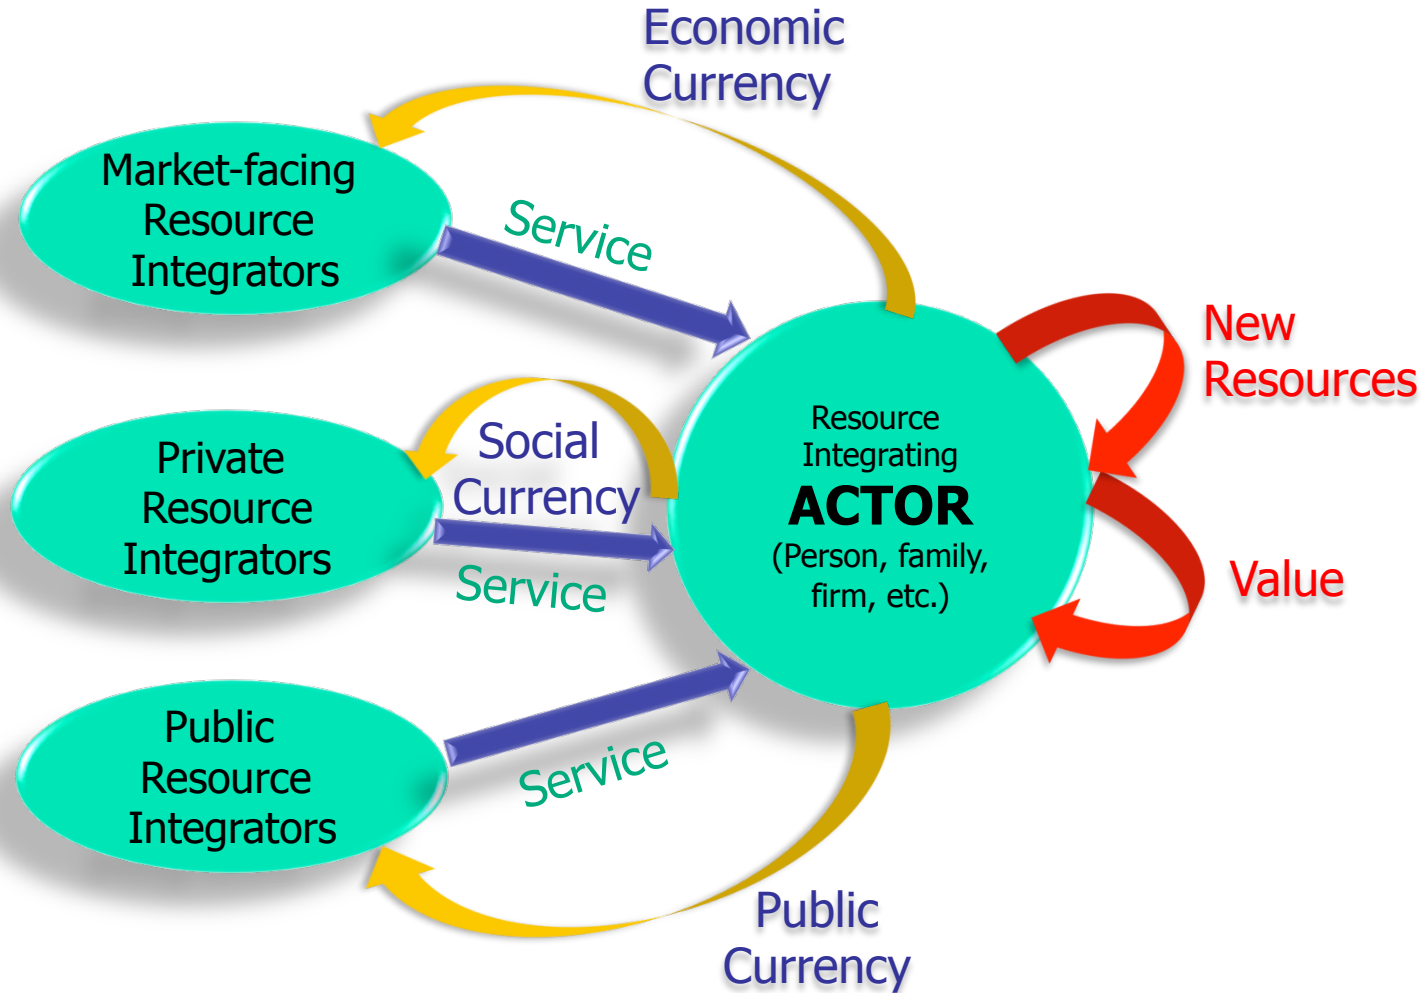 Economic
Currency
Market-facing
Resource
Integrators
Service
New
Resources
Private
Resource
Integrators
Social
Currency
Service
Resource
Integrating
ACTOR
(Person, family,
firm, etc.)
Value
Public
Resource
Integrators
Service
Public
Currency